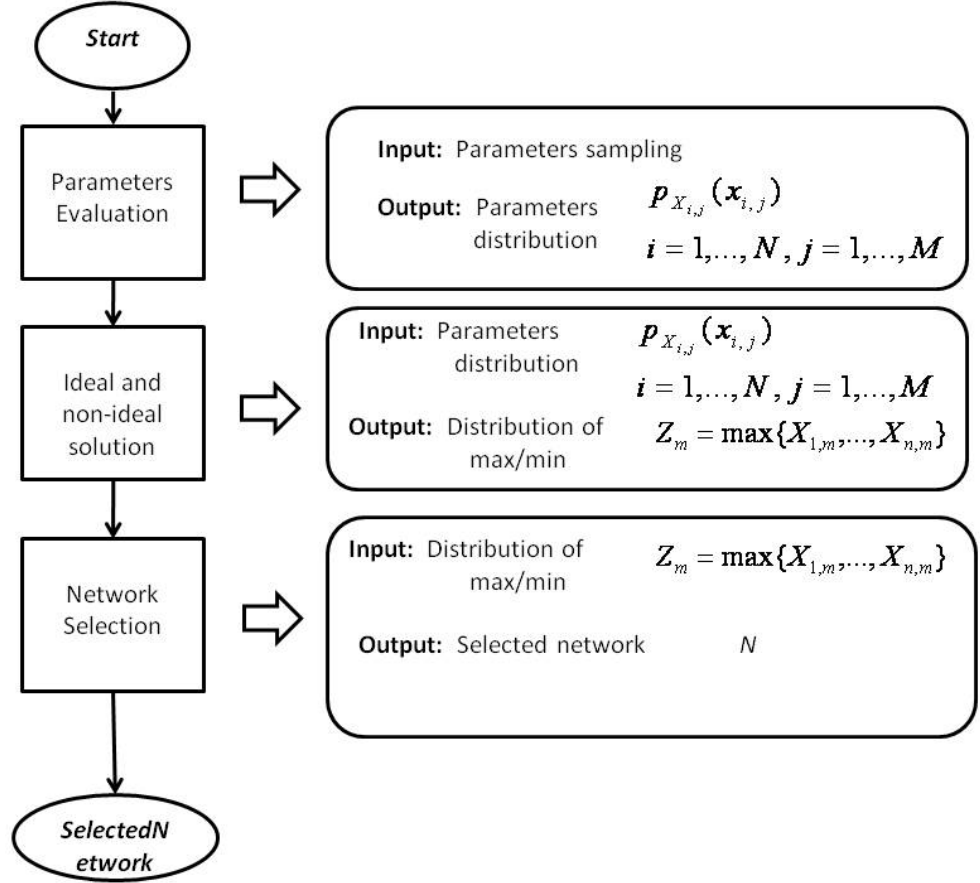 Start
Parameters
Evaluation
Input: Parameters sampling
Output: Parameters
distribution
p_{X_{i,j}}(x_{i,j})
i = 1,..., N, j = 1,..., M
Ideal and
non-ideal
solution
Input: Parameters
distribution
p_{X_{i,j}}(x_{i,j})
i = 1,..., N, j = 1,..., M
Output: Distribution of
max/min
Z_m = max{X_{1,m},..., X_{n,m}}
Network
Selection
Input: Distribution of
max/min
Z_m = max{X_{1,m},..., X_{n,m}}
Output: Selected network N
SelectedN
etwork